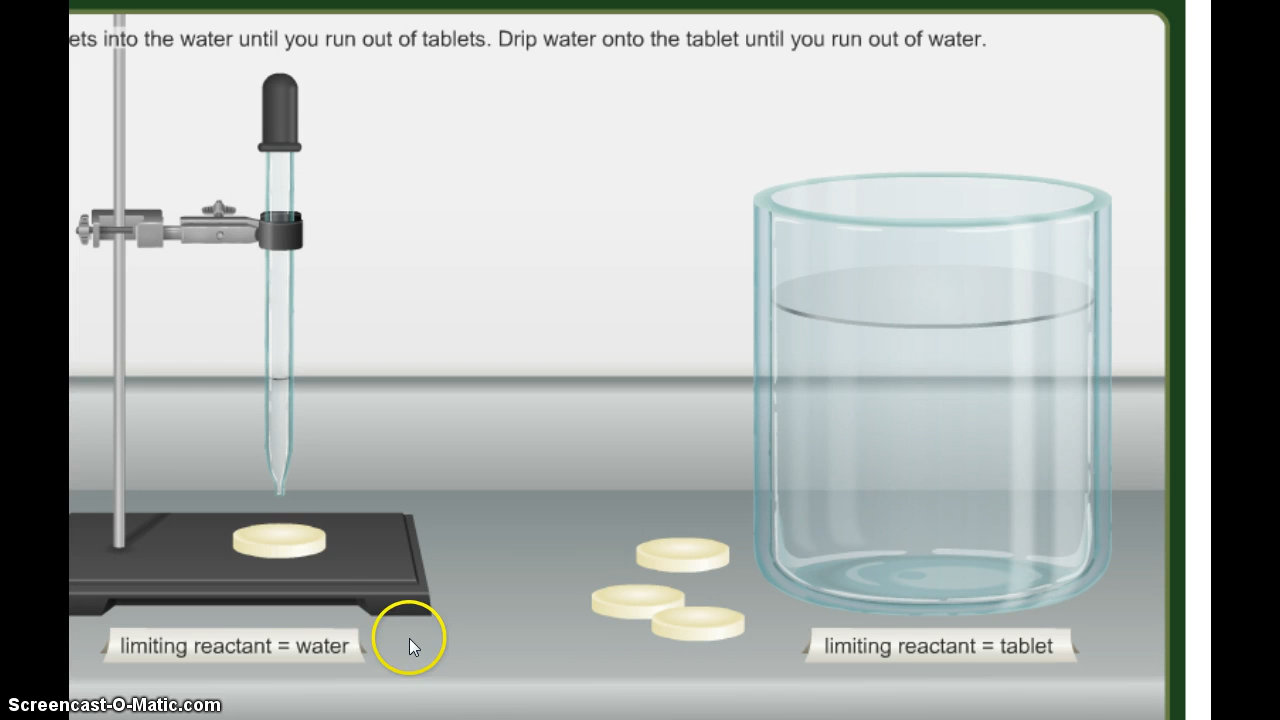 ets into the water until you run out of tablets. Drip water onto the tablet until you run out of water.
limiting reactant = water
limiting reactant = tablet
Screencast-O-Matic.com